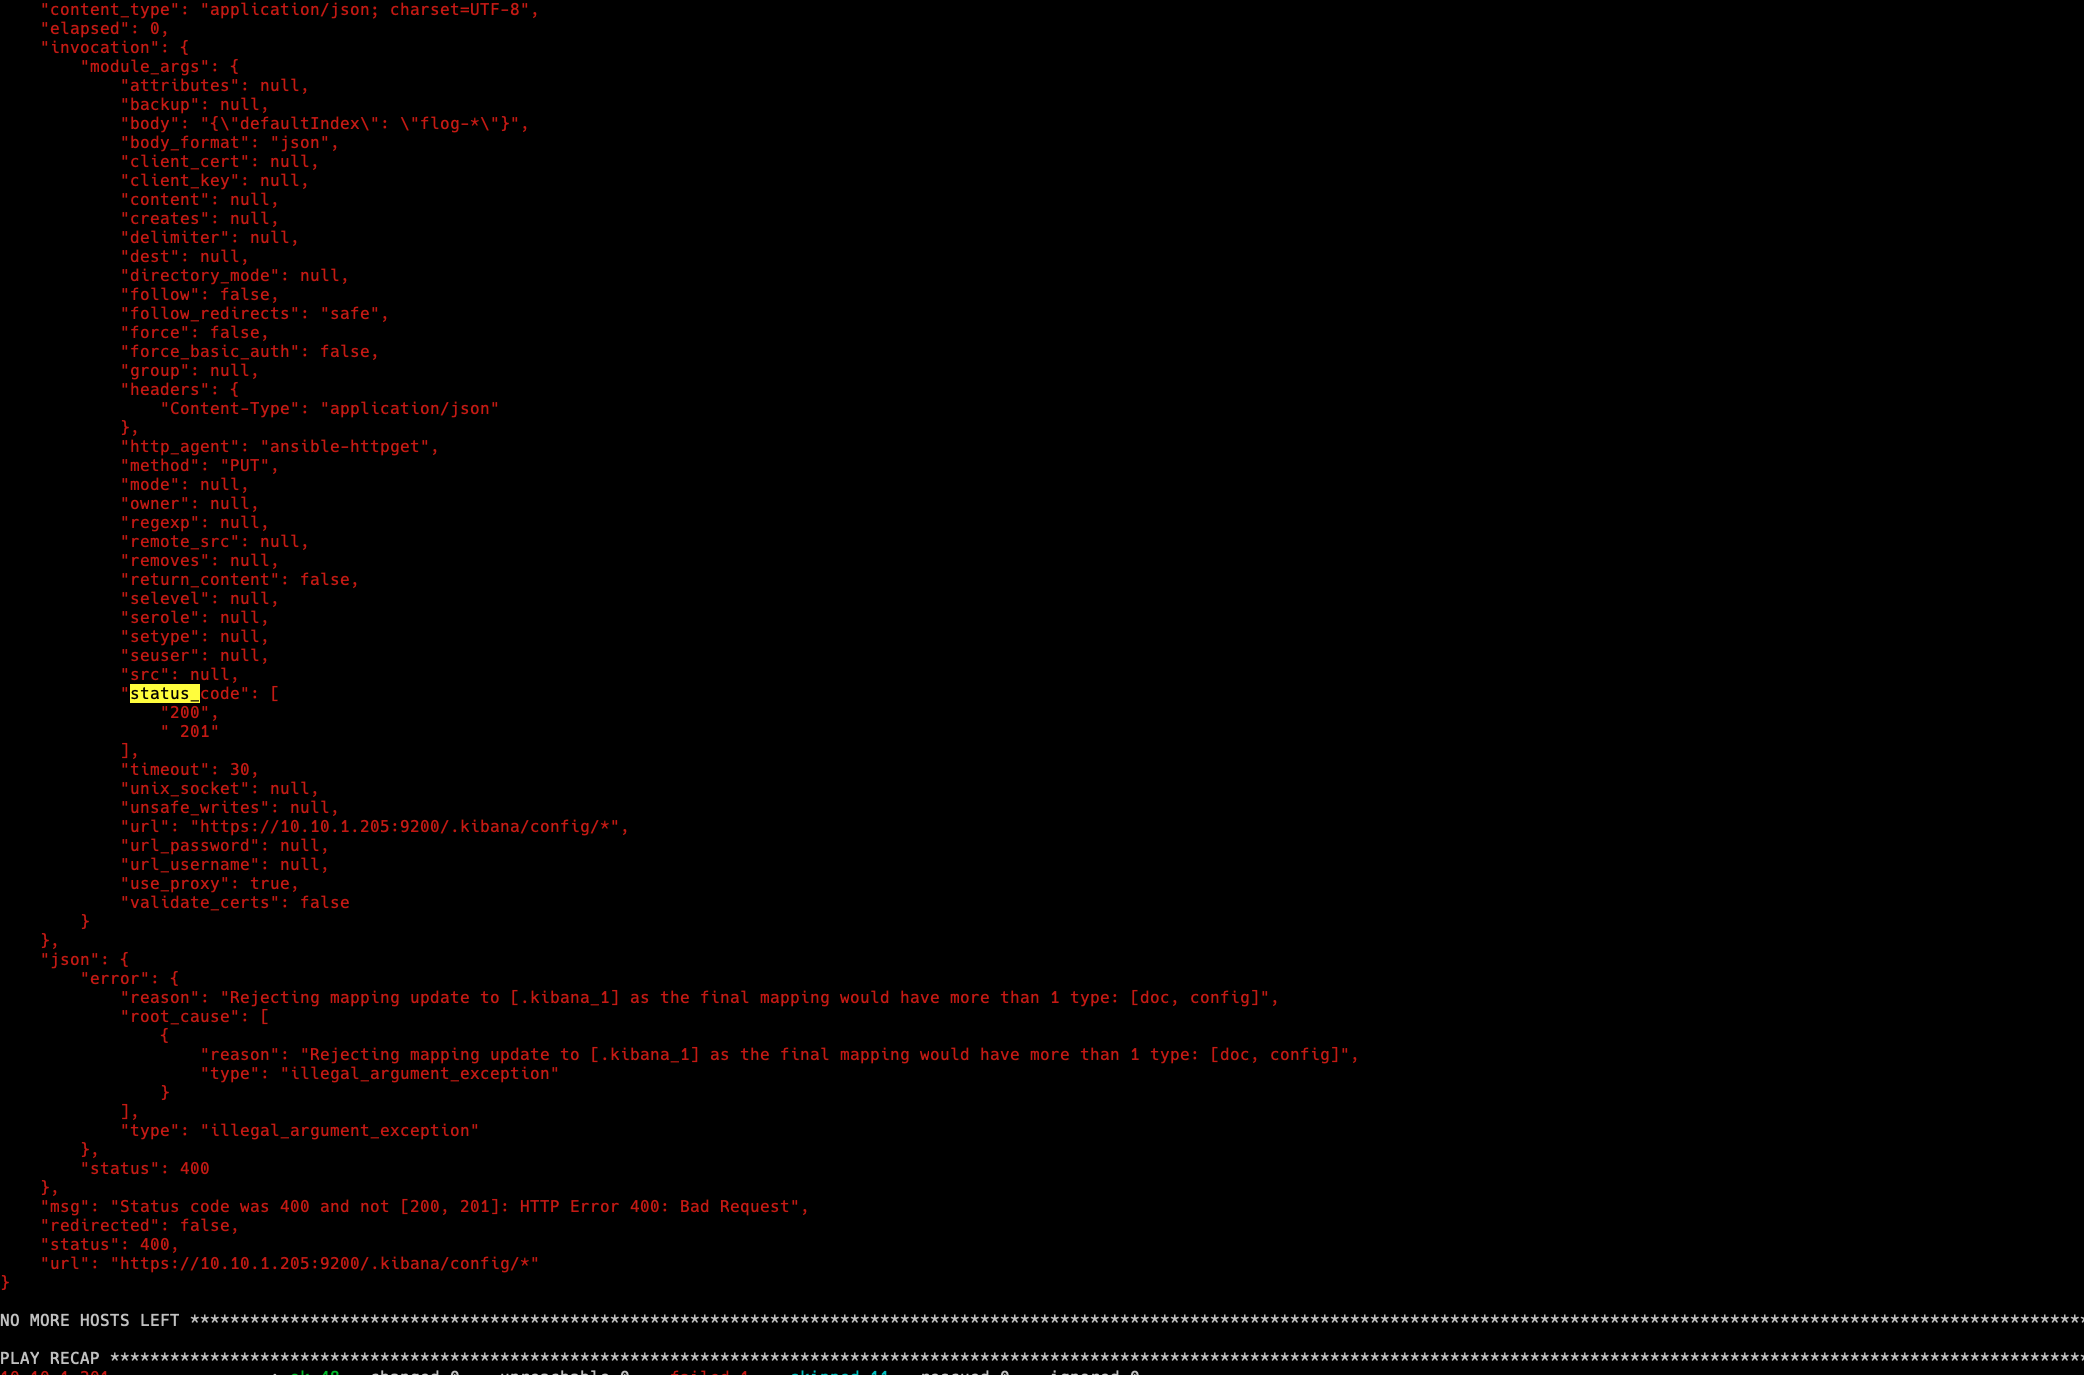 "content_type": "application/json; charset=UTF-8",
"elapsed": 0,
"invocation": {
"module_args": {
"attributes": null,
"backup": null,
"body": "{\"defaultIndex\": \"flog-*\"}",
"body_format": "json",
"client_cert": null,
"client_key": null,
"content": null,
"creates": null,
"delimiter": null,
"dest": null,
"directory_mode": null,
"follow": false,
"follow_redirects": "safe",
"force": false,
"force_basic_auth": false,
"group": null,
"headers": {
"Content-Type": "application/json"
},
"http_agent": "ansible-httpget",
"method": "PUT",
"mode": null,
"owner": null,
"regexp": null,
"remote_src": null,
"removes": null,
"return_content": false,
"selevel": null,
"serole": null,
"setype": null,
"seuser": null,
"src": null,
"status_code": [
"200",
" 201"
],
"timeout": 30,
"unix_socket": null,
"unsafe_writes": null,
"url": "https://10.10.1.205:9200/.kibana/config/*",
"url_password": null,
"url_username": null,
"use_proxy": true,
"validate_certs": false
}
},
"json": {
"error": {
"reason": "Rejecting mapping update to [.kibana_1] as the final mapping would have more than 1 type: [doc, config]",
"root_cause": [
{
"reason": "Rejecting mapping update to [.kibana_1] as the final mapping would have more than 1 type: [doc, config]",
"type": "illegal_argument_exception"
}
],
"type": "illegal_argument_exception"
},
"status": 400
},
"msg": "Status code was 400 and not [200, 201]: HTTP Error 400: Bad Request",
"redirected": false,
"status": 400,
"url": "https://10.10.1.205:9200/.kibana/config/*"
}
NO MORE HOSTS LEFT *****************************************************************************************************************************************************************************************
PLAY RECAP *************************************************************************************************************************************************************************************************